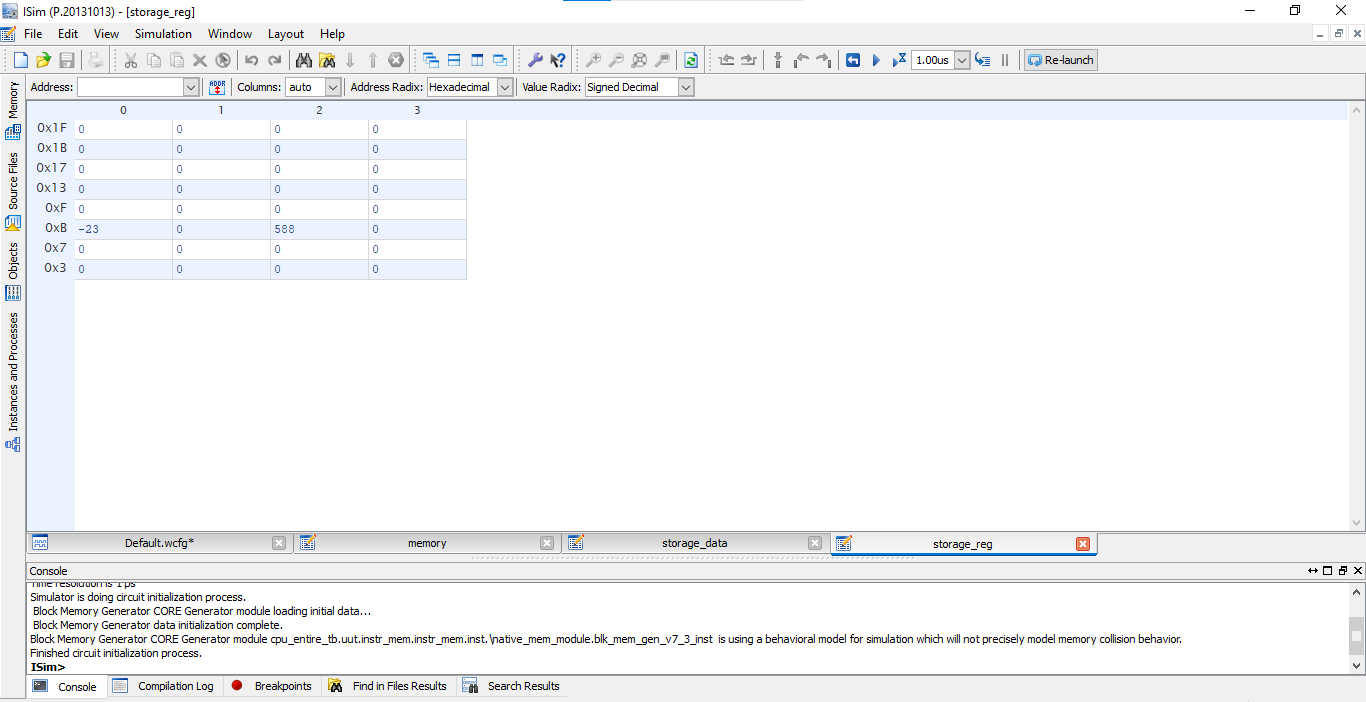 ISim (P.20131013) - [storage_reg]
File Edit View Simulation Window Layout Help
1.00us Re-launch
Address: ADDR Columns: auto Address Radix: Hexadecimal Value Radix: Signed Decimal
0 1 2 3
0x1F 0 0 0 0
0x1B 0 0 0 0
0x17 0 0 0 0
0x13 0 0 0 0
0xF 0 0 0 0
0xB -23 0 588 0
0x7 0 0 0 0
0x3 0 0 0 0
Memory
Source Files
Objects
Instances and Processes
Default.wcfg* memory storage_data storage_reg
Console
Time resolution is 1 ps
Simulator is doing circuit initialization process.
Block Memory Generator CORE Generator module loading initial data...
Block Memory Generator data initialization complete.
Block Memory Generator CORE Generator module cpu_entire_tb.uut.instr_mem.instr_mem.inst.\native_mem_module.blk_mem_gen_v7_3_inst is using a behavioral model for simulation which will not precisely model memory collision behavior.
Finished circuit initialization process.
ISim>
Console Compilation Log Breakpoints Find in Files Results Search Results